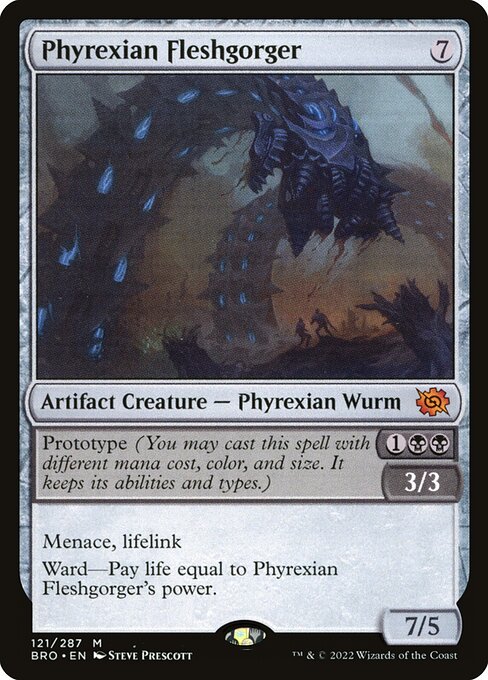 Phyrexian Fleshgorger 7
Artifact Creature — Phyrexian Wurm
Prototype (You may cast this spell with 1
different mana cost, color, and size. It
keeps its abilities and types.) 3/3
Menace, lifelink
Ward—Pay life equal to Phyrexian
Fleshgorger's power.
7/5
121/287 M
BRO • EN Steve Prescott ™ & © 2022 Wizards of the Coast